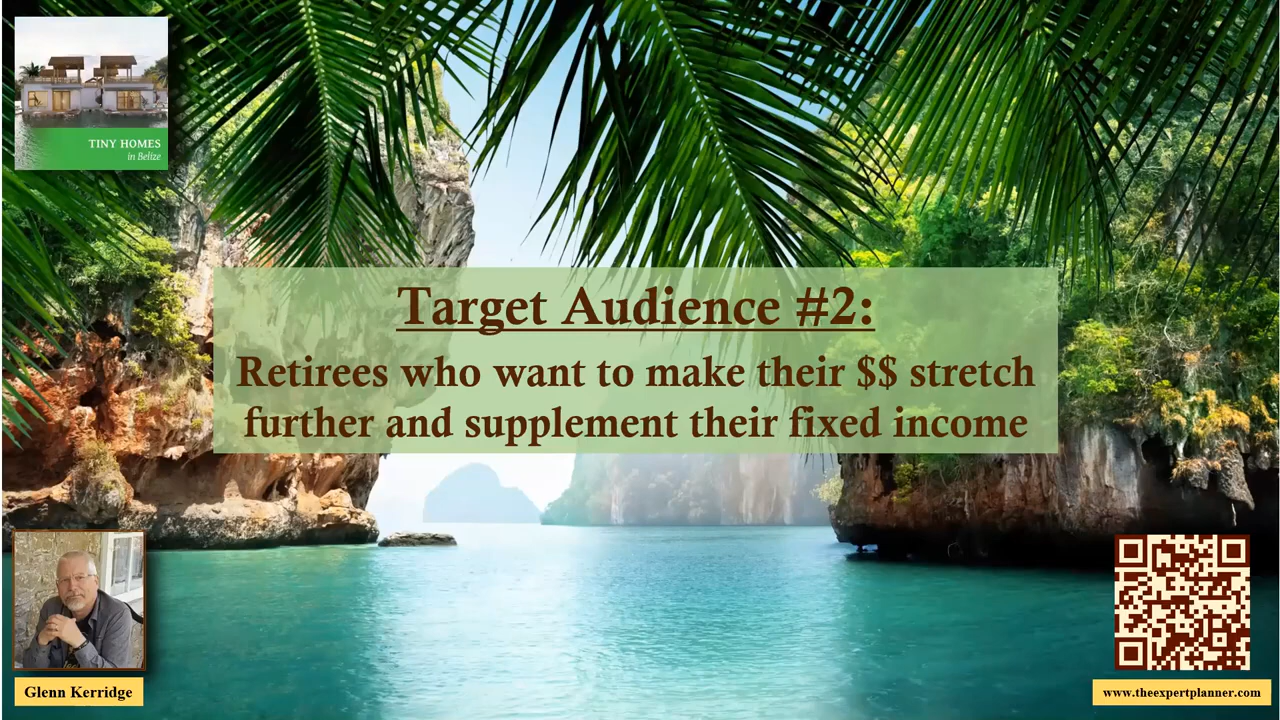 TINY HOMES
in Belize
Target Audience #2:
Retirees who want to make their $$ stretch
further and supplement their fixed income
Glenn Kerridge
www.theexpertplanner.com